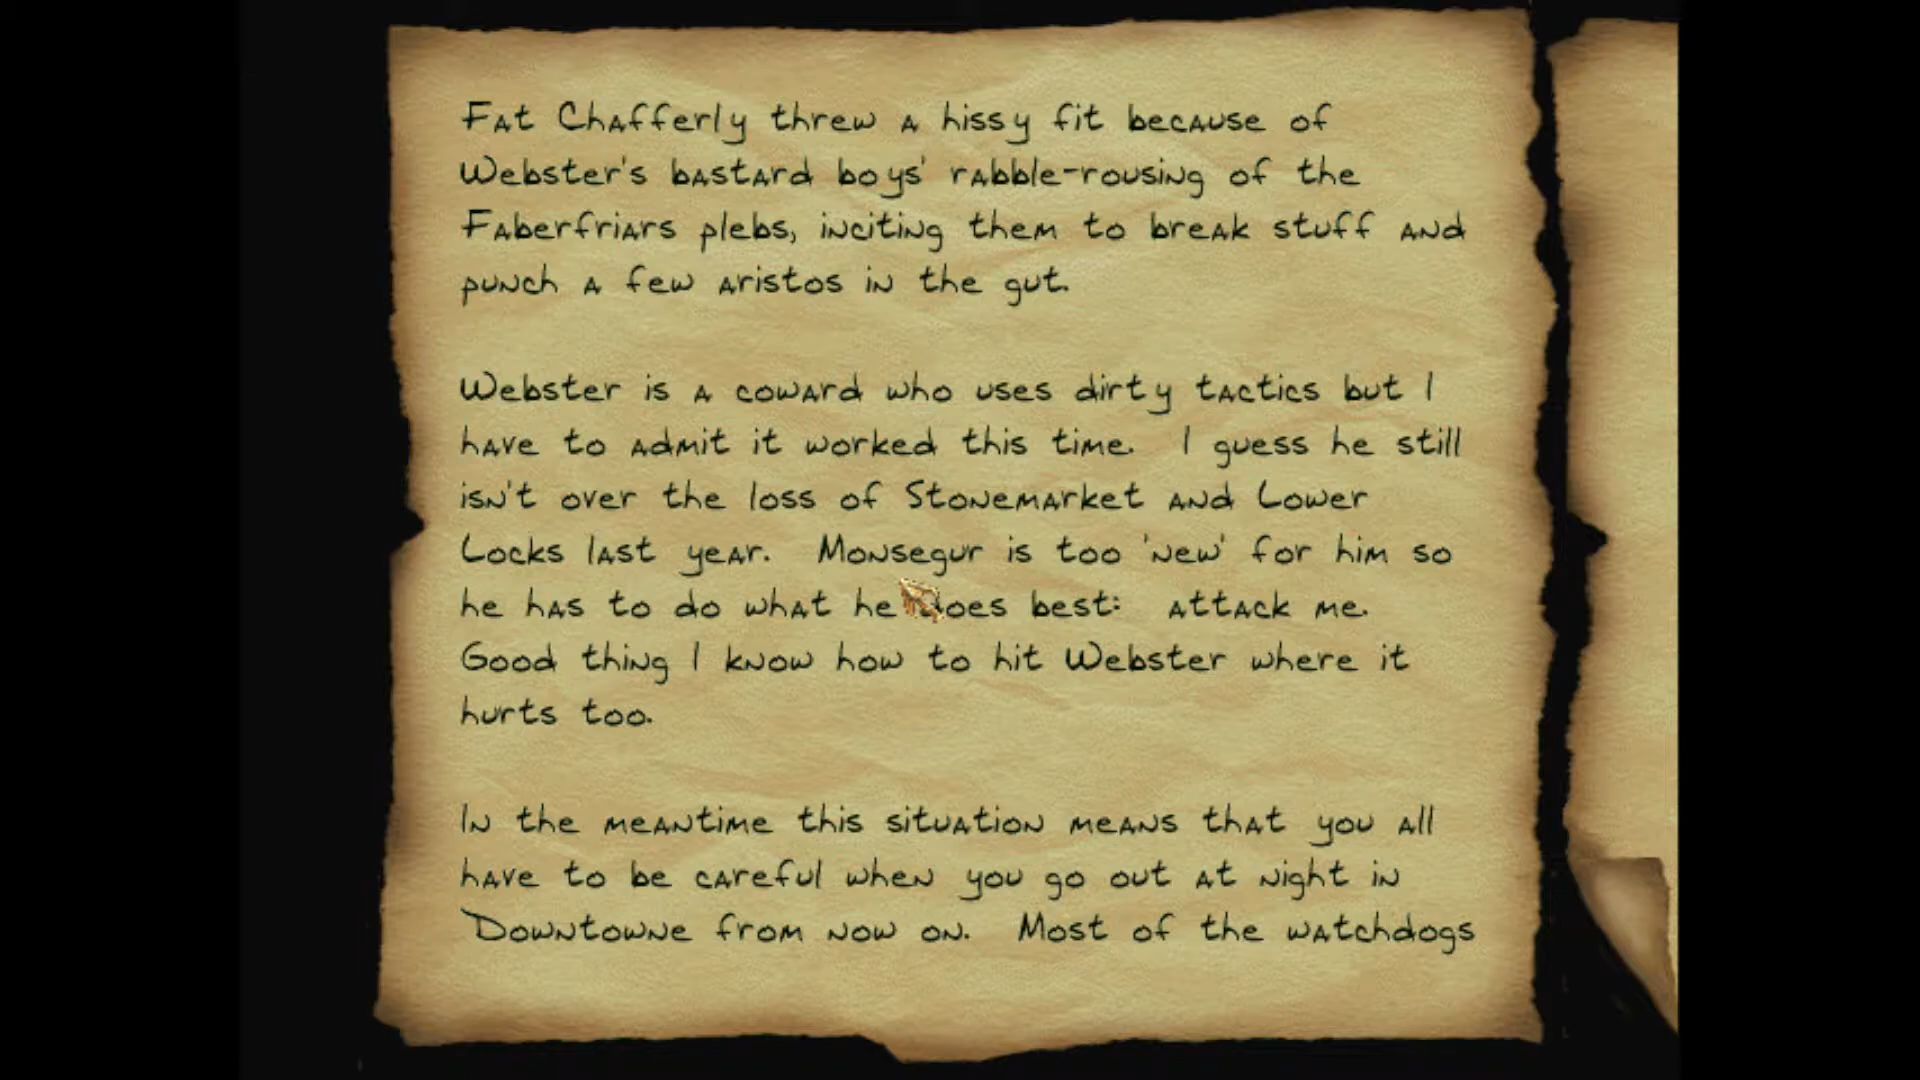 Fat Chafferly threw a hissy fit because of
Webster's bastard boys' rabble-rousing of the
Faberfriars plebs, inciting them to break stuff and
punch a few aristos in the gut.
Webster is a coward who uses dirty tactics but I
have to admit it worked this time. I guess he still
isn't over the loss of Stonemarket and Lower
Locks last year. Monsegur is too 'new' for him so
he has to do what he does best: attack me.
Good thing I know how to hit Webster where it
hurts too.
In the meantime this situation means that you all
have to be careful when you go out at night in
Downtowne from now on. Most of the watchdogs